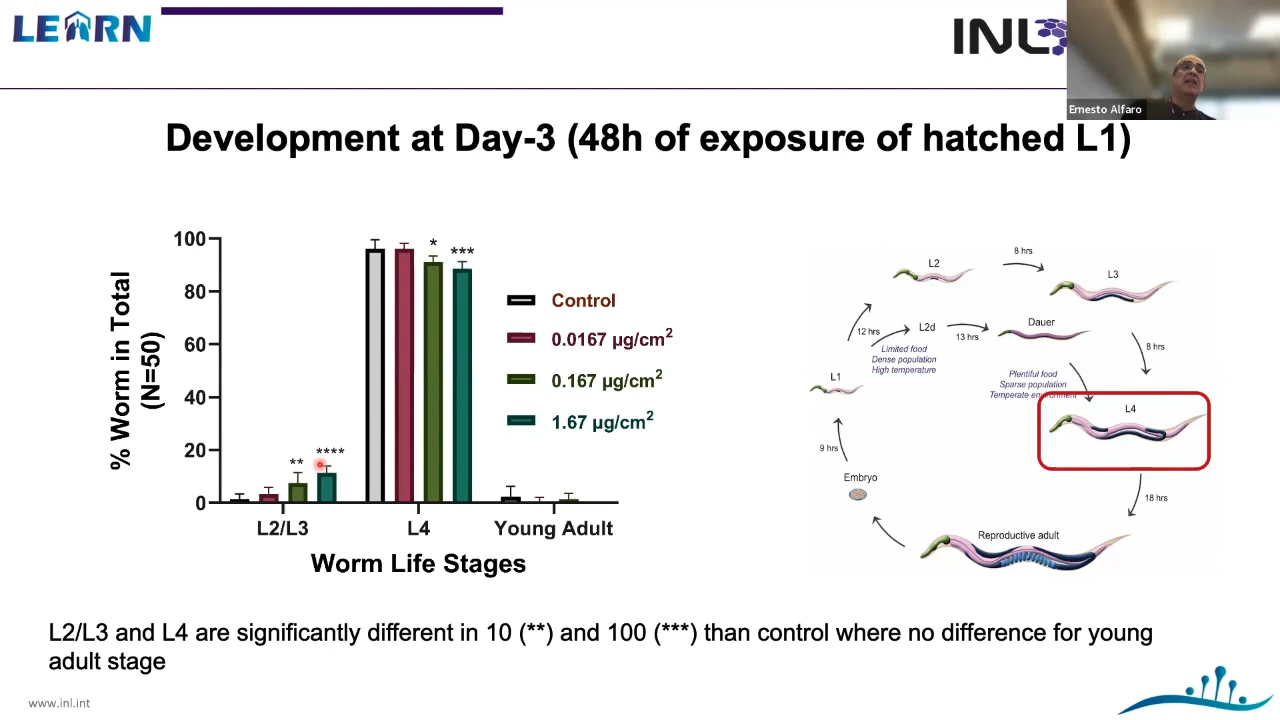 LEARN
INL
Ernesto Alfaro
Development at Day-3 (48h of exposure of hatched L1)
% Worm in Total
(N=50)
100
80
60
40
20
0
**
****
*
***
L2/L3
L4
Young Adult
Worm Life Stages
Control
0.0167 µg/cm²
0.167 µg/cm²
1.67 µg/cm²
8 hrs
L2
L3
12 hrs
L2d
13 hrs
Dauer
Limited food
Dense population
High temperature
8 hrs
L1
Plentiful food
Sparse population
Temperate environment
L4
9 hrs
Embryo
18 hrs
Reproductive adult
L2/L3 and L4 are significantly different in 10 (**) and 100 (***) than control where no difference for young
adult stage
www.inl.int